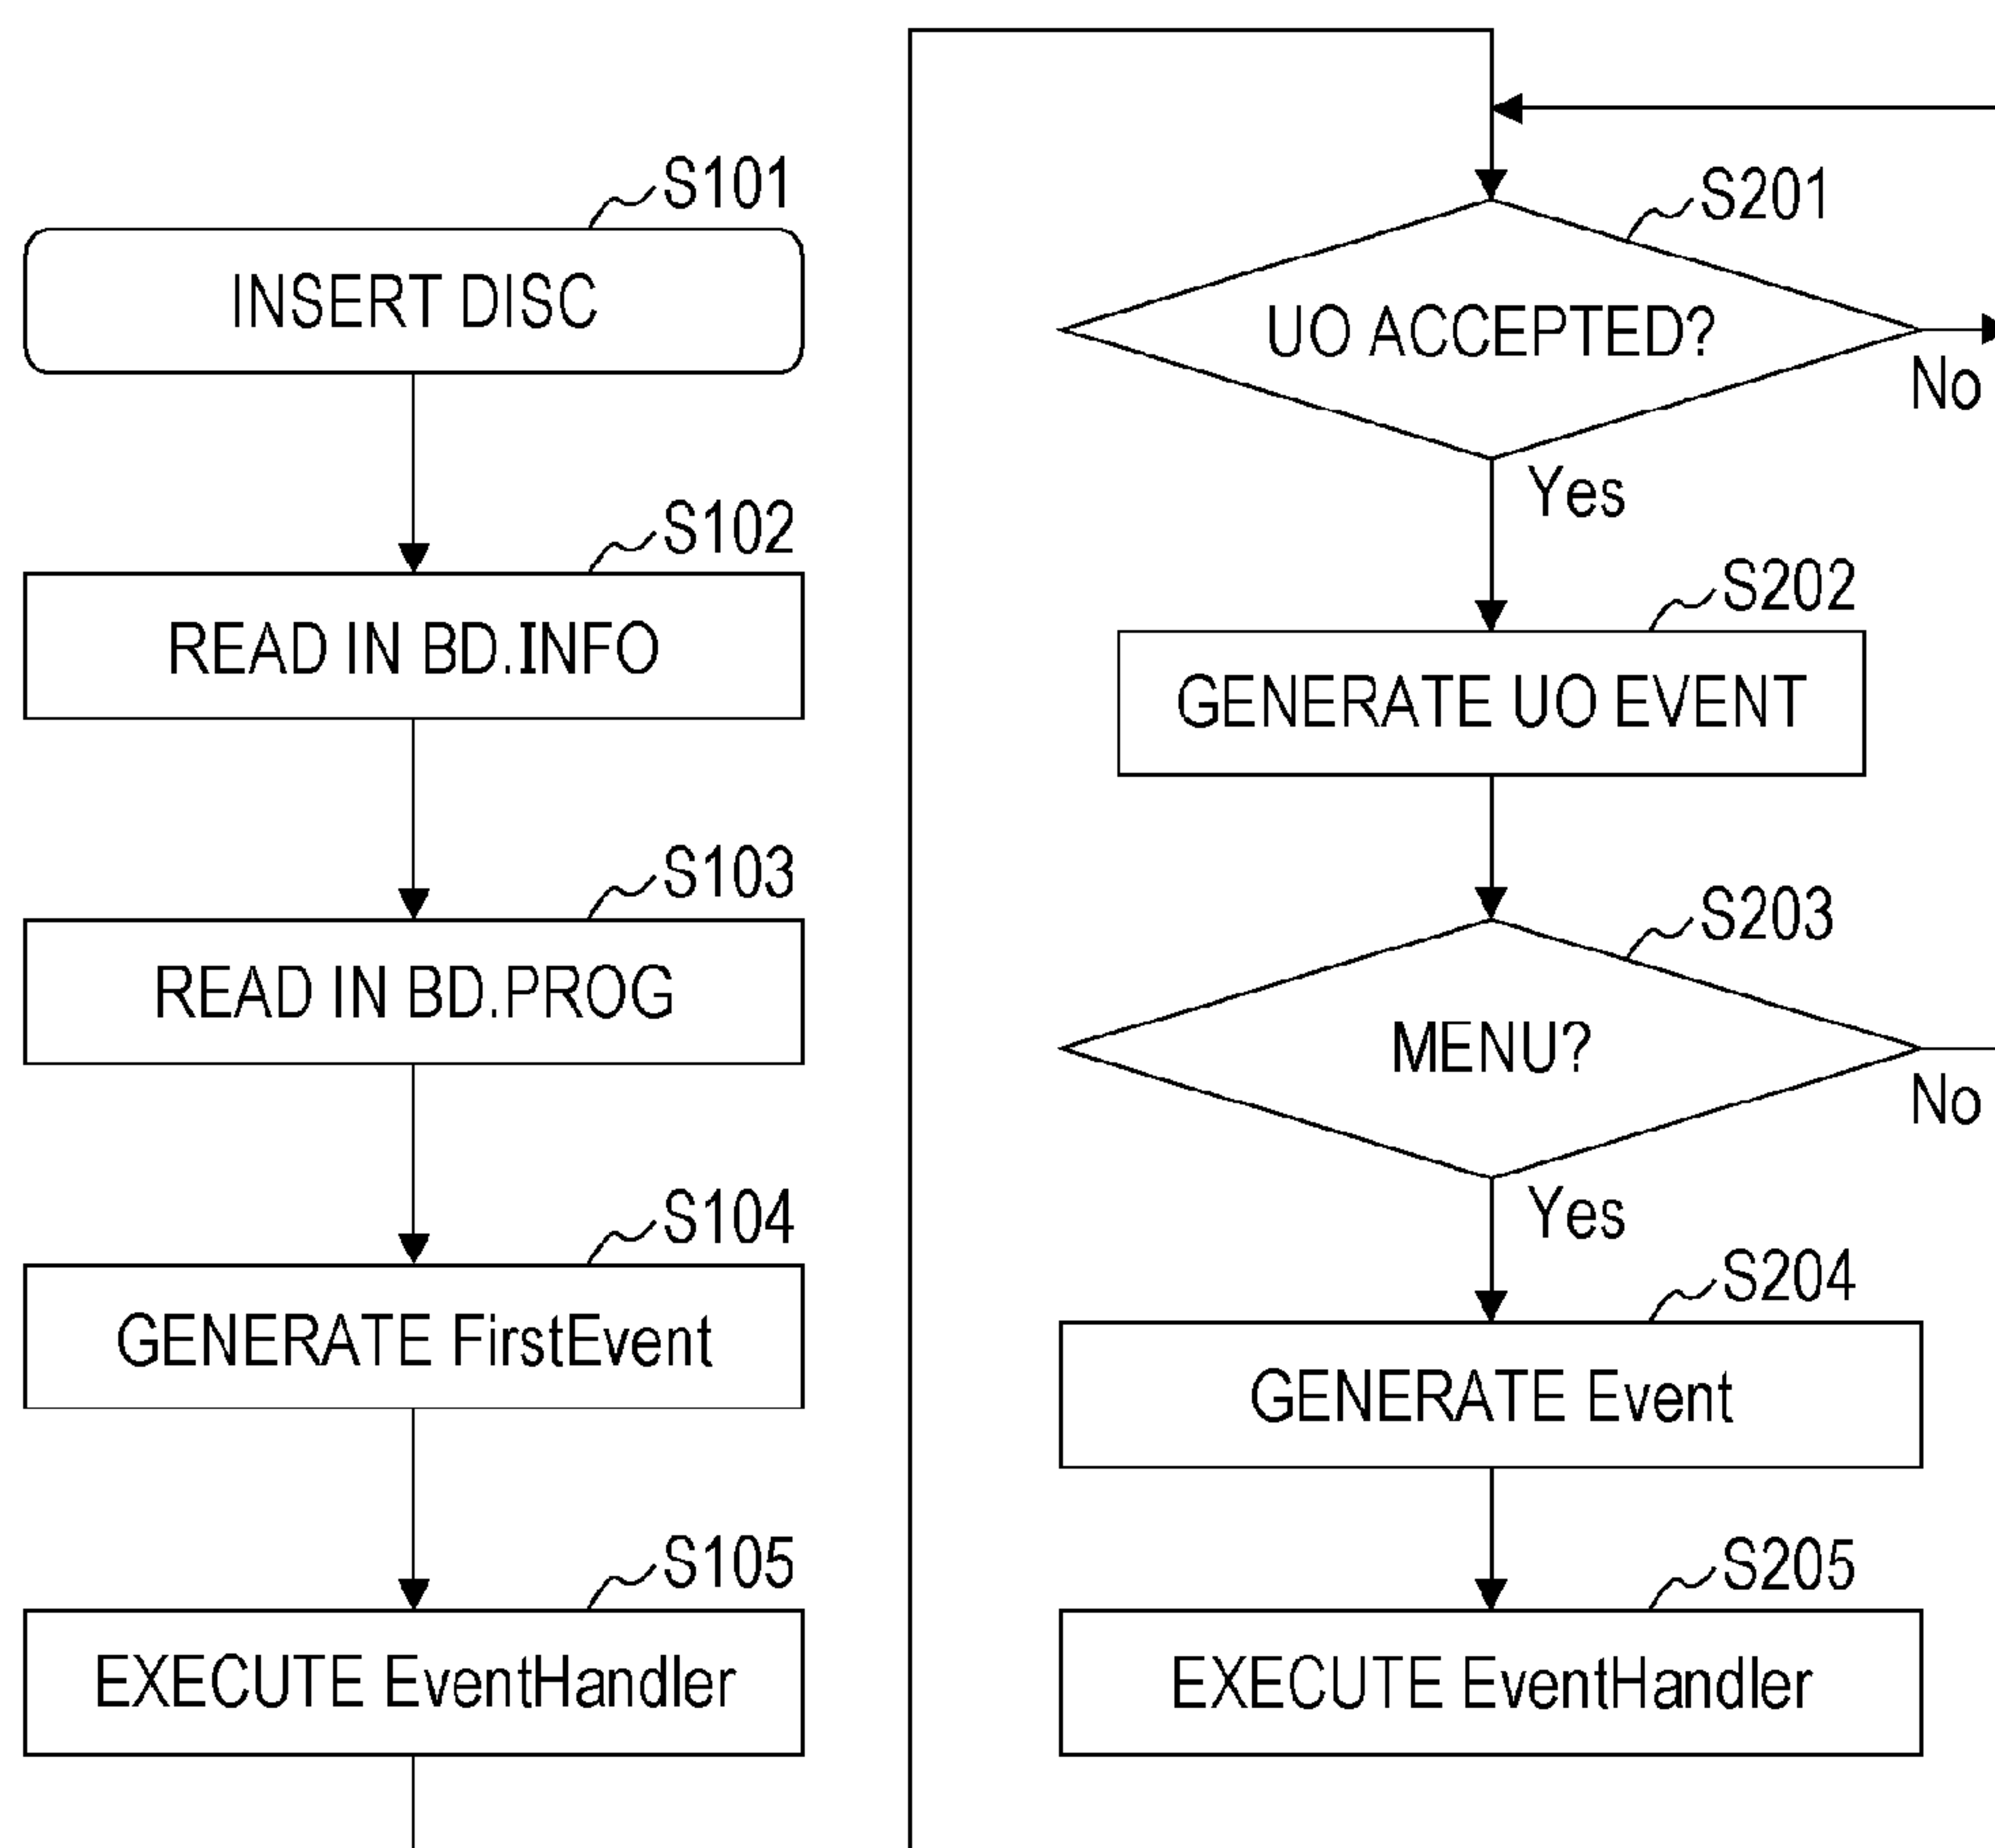 S101
INSERT DISC
S102
READ IN BD.INFO
S103
READ IN BD.PROG
S104
GENERATE FirstEvent
S105
EXECUTE EventHandler
S201
UO ACCEPTED?
No
Yes
S202
GENERATE UO EVENT
S203
MENU?
No
Yes
S204
GENERATE Event
S205
EXECUTE EventHandler